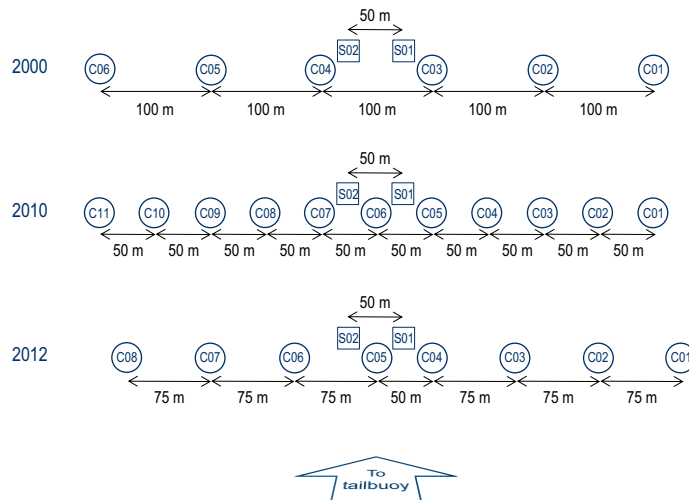 50 m
S02 S01
2000
C06 C05 C04 C03 C02 C01
100 m 100 m 100 m 100 m 100 m
50 m
S02 S01
2010
C11 C10 C09 C08 C07 C06 C05 C04 C03 C02 C01
50 m 50 m 50 m 50 m 50 m 50 m 50 m 50 m 50 m 50 m
50 m
S02 S01
2012
C08 C07 C06 C05 C04 C03 C02 C01
75 m 75 m 75 m 50 m 75 m 75 m 75 m
To
tailbuoy